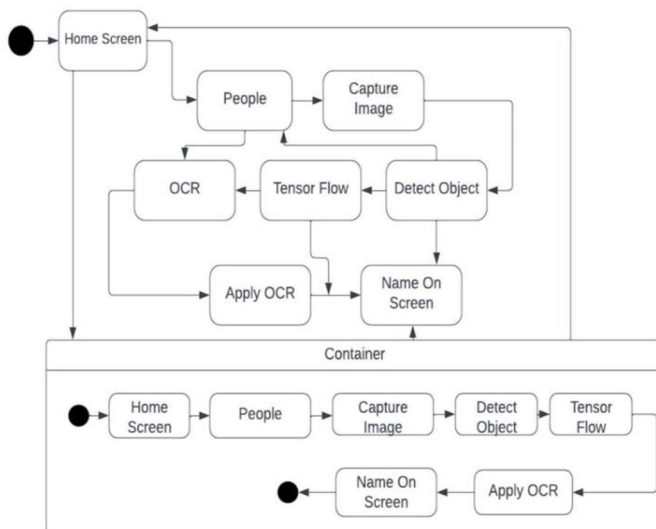 Home Screen
People
Capture
Image
OCR
Tensor Flow
Detect Object
Apply OCR
Name On
Screen
Container
Home
Screen
People
Capture
Image
Detect
Object
Tensor
Flow
Name On
Screen
Apply OCR